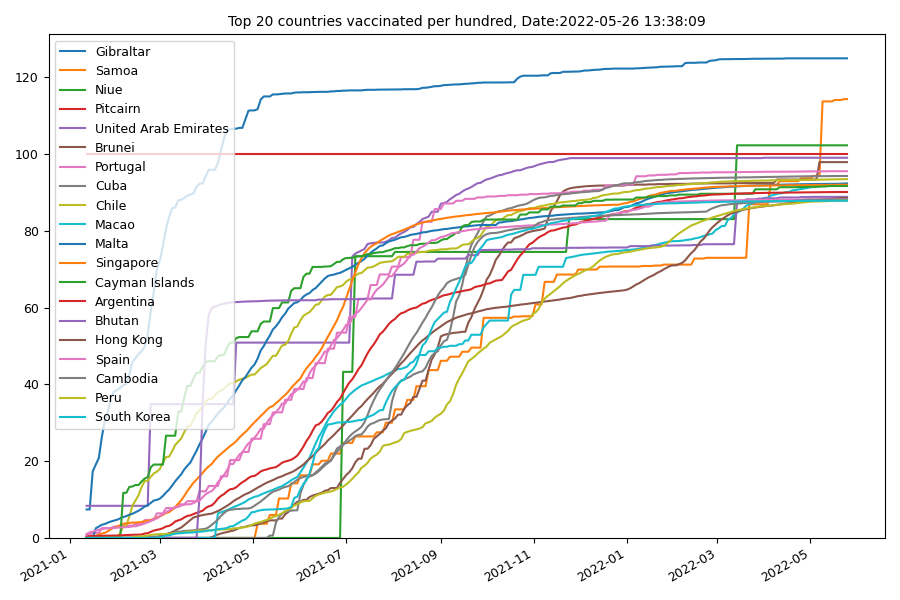 Top 20 countries vaccinated per hundred, Date:2022-05-26 13:38:09
Gibraltar
Samoa
Niue
Pitcairn
United Arab Emirates
Brunei
Portugal
Cuba
Chile
Macao
Malta
Singapore
Cayman Islands
Argentina
Bhutan
Hong Kong
Spain
Cambodia
Peru
South Korea
120
100
80
60
40
20
0
2021-01
2021-03
2021-05
2021-07
2021-09
2021-11
2022-01
2022-03
2022-05